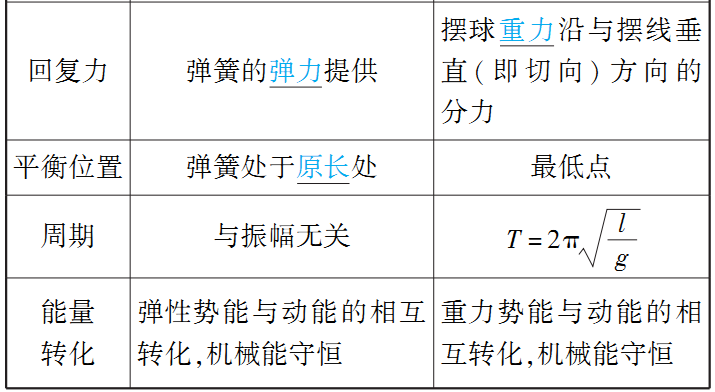 回复力
弹簧的弹力提供
摆球重力沿与摆线垂
直(即切向)方向的
分力
平衡位置
弹簧处于原长处
最低点
周期
与振幅无关
T=2π√(l/g)
能量
转化
弹性势能与动能的相互
转化,机械能守恒
重力势能与动能的相
互转化,机械能守恒